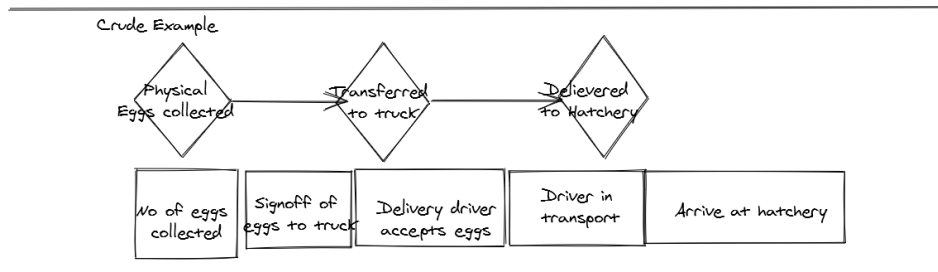 Crude Example
Physical
Eggs collected
Transferred
to truck
Delievered
to Hatchery
No of eggs
collected
Signoff of
eggs to truck
Delivery driver
accepts eggs
Driver in
transport
Arrive at hatchery